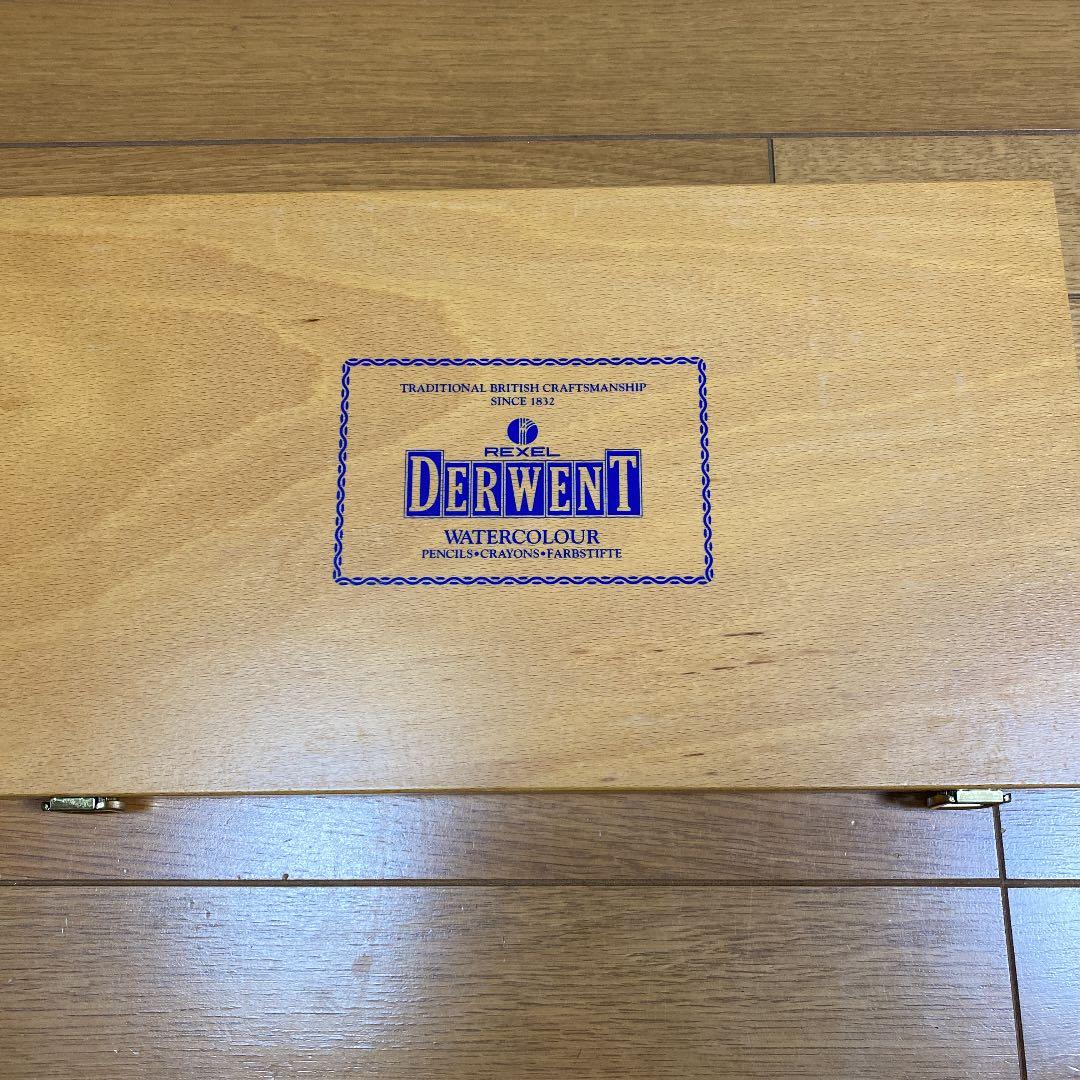 TRADITIONAL BRITISH CRAFTSMANSHIP
SINCE 1832
REXEL
DERWENT
WATERCOLOUR
PENCILS•CRAYONS•FARBSTIFTE